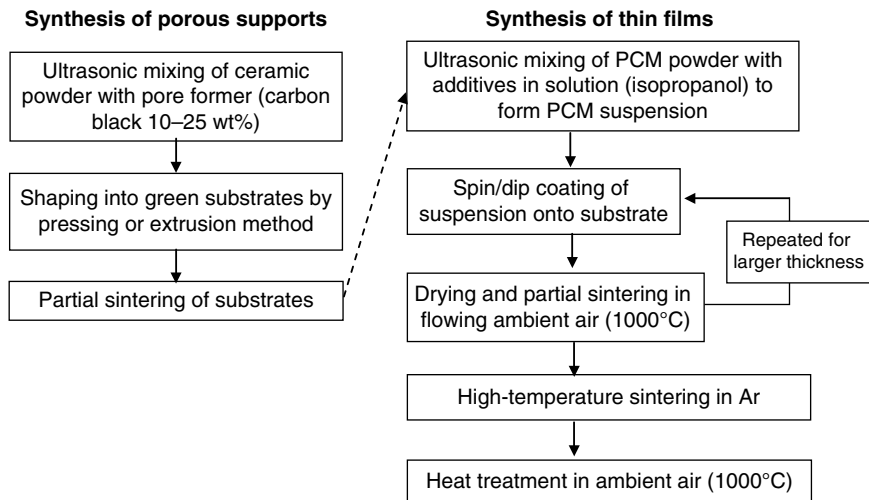 Synthesis of porous supports
Ultrasonic mixing of ceramic
powder with pore former (carbon
black 10–25 wt%)
Shaping into green substrates by
pressing or extrusion method
Partial sintering of substrates
Synthesis of thin films
Ultrasonic mixing of PCM powder with
additives in solution (isopropanol) to
form PCM suspension
Spin/dip coating of
suspension onto substrate
Repeated for
larger thickness
Drying and partial sintering in
flowing ambient air (1000°C)
High-temperature sintering in Ar
Heat treatment in ambient air (1000°C)